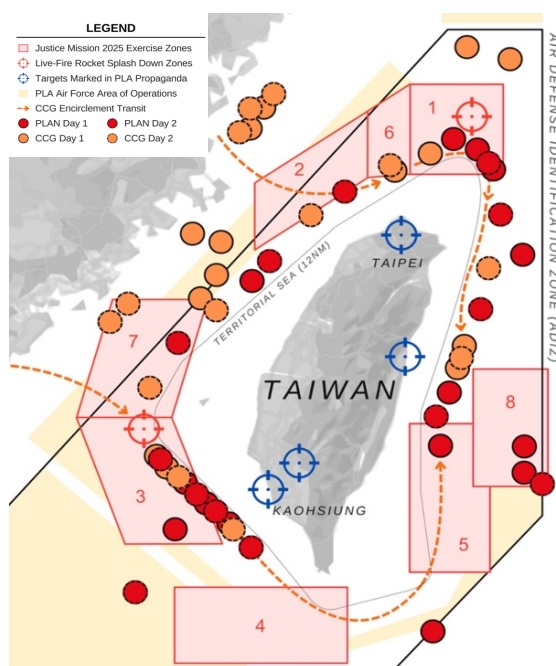 LEGEND
Justice Mission 2025 Exercise Zones
Live-Fire Rocket Splash Down Zones
Targets Marked in PLA Propaganda
PLA Air Force Area of Operations
CCG Encirclement Transit
PLAN Day 1
PLAN Day 2
CCG Day 1
CCG Day 2
AIR DEFENSE IDENTIFICATION ZONE (ADIZ)
1
6
2
TAIPEI
TERRITORIAL SEA (12NM)
7
TAIWAN
8
3
KAOHSIUNG
5
4